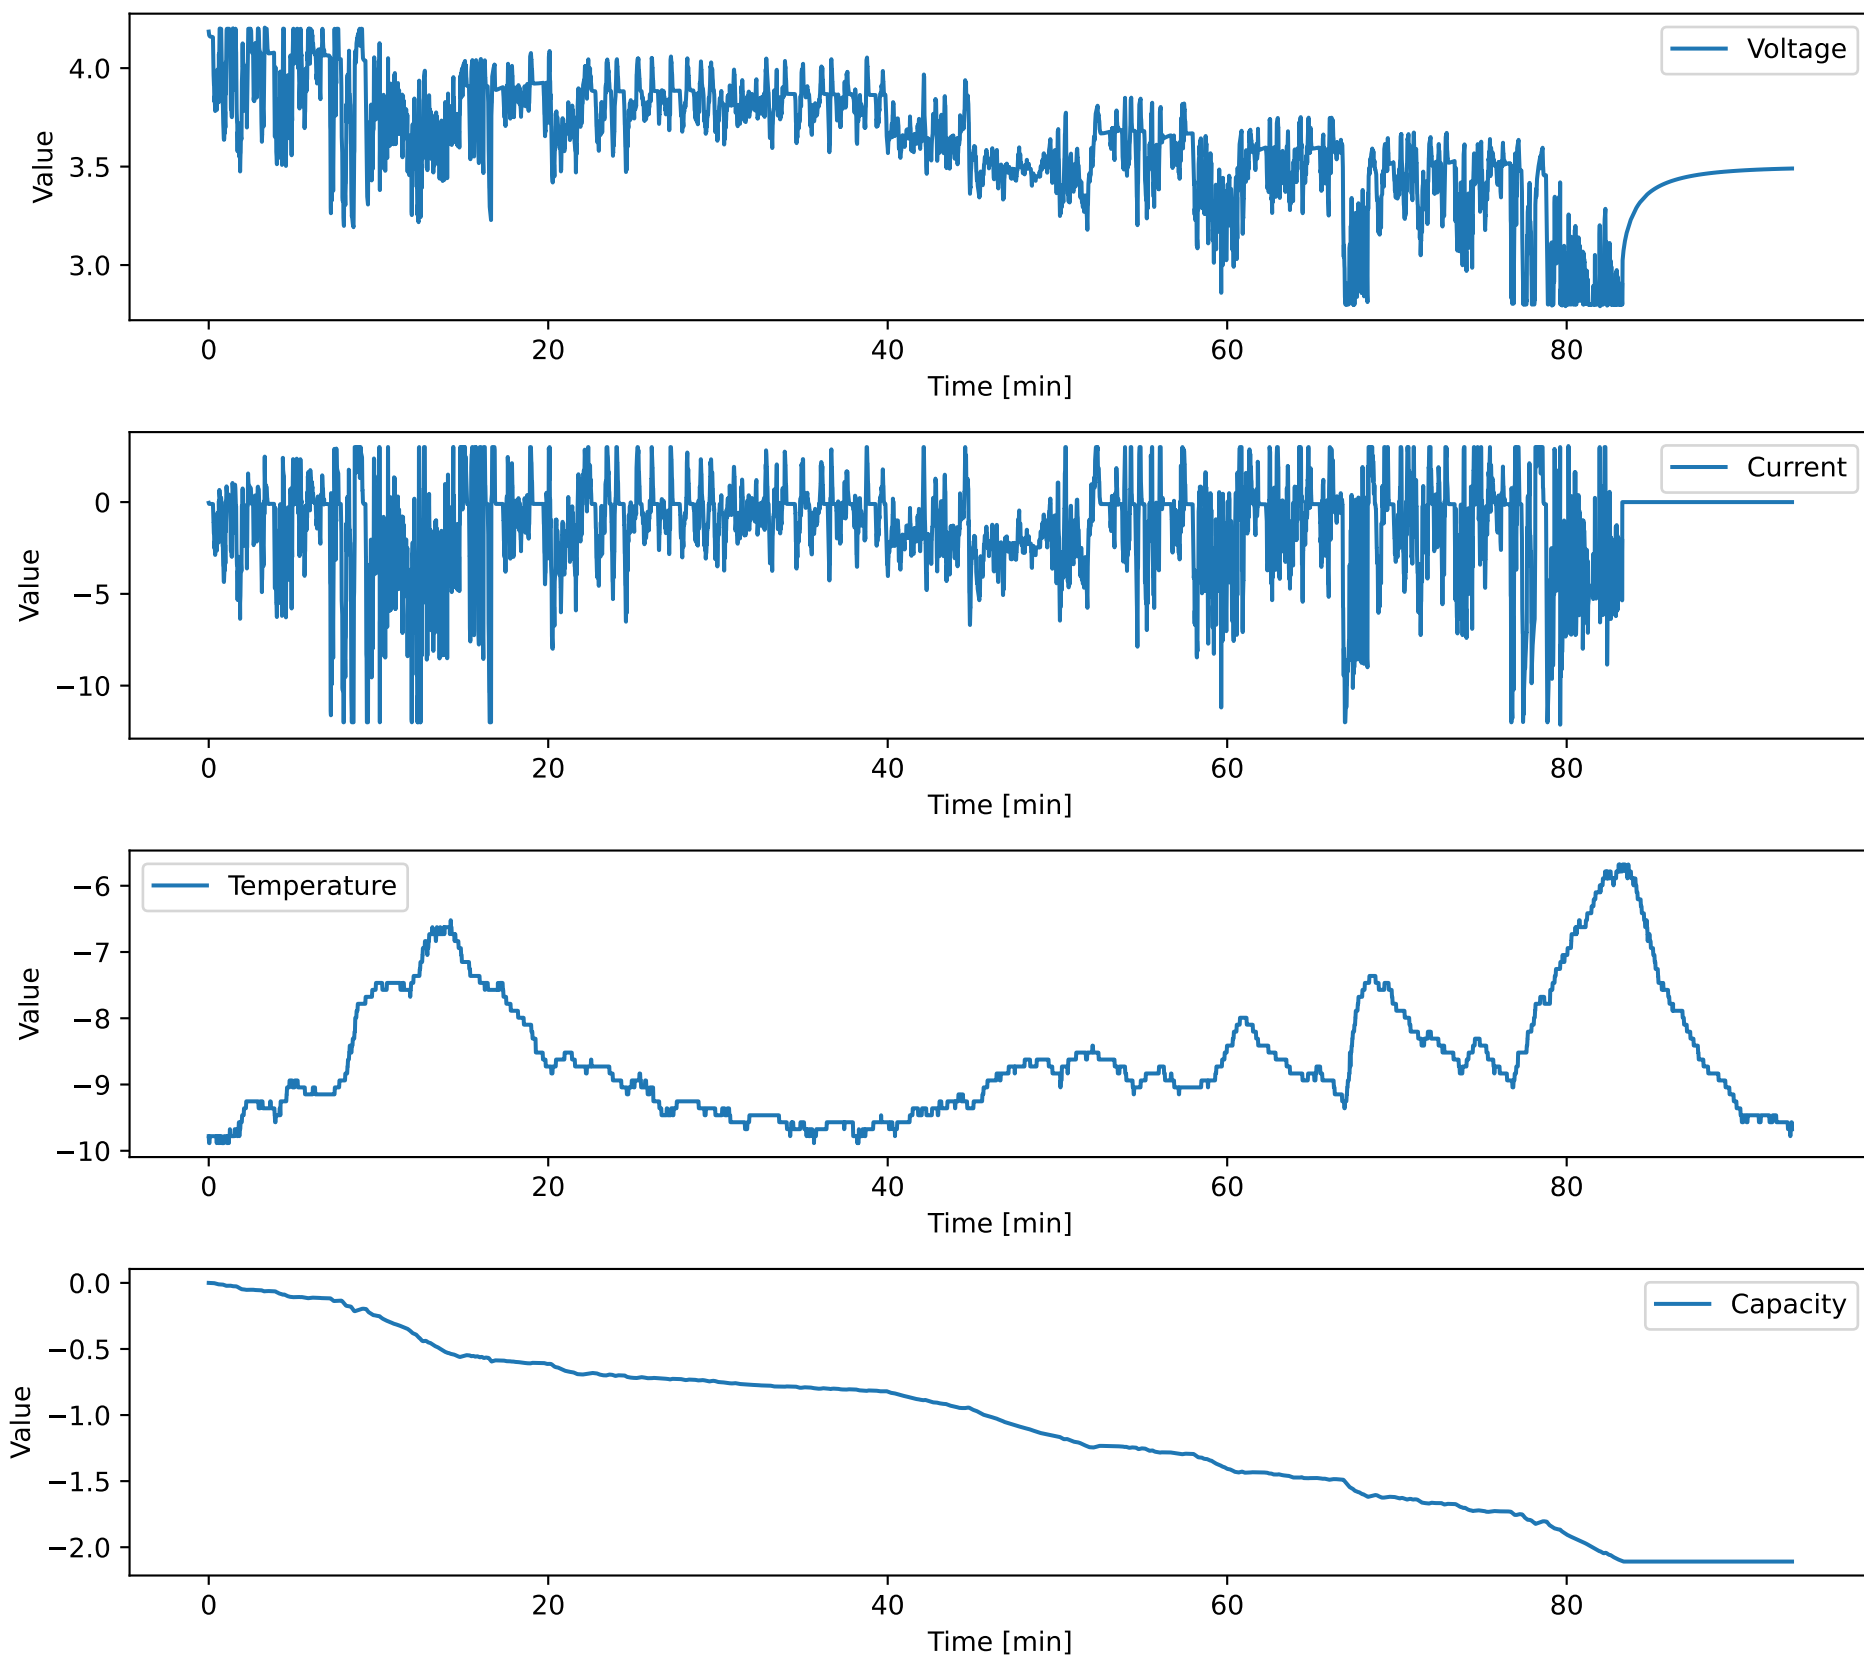 Voltage
Value
4.0
3.5
3.0
0 20 40 60 80
Time [min]
Current
Value
0
−5
−10
0 20 40 60 80
Time [min]
Temperature
Value
−6
−7
−8
−9
−10
0 20 40 60 80
Time [min]
Capacity
Value
0.0
−0.5
−1.0
−1.5
−2.0
0 20 40 60 80
Time [min]